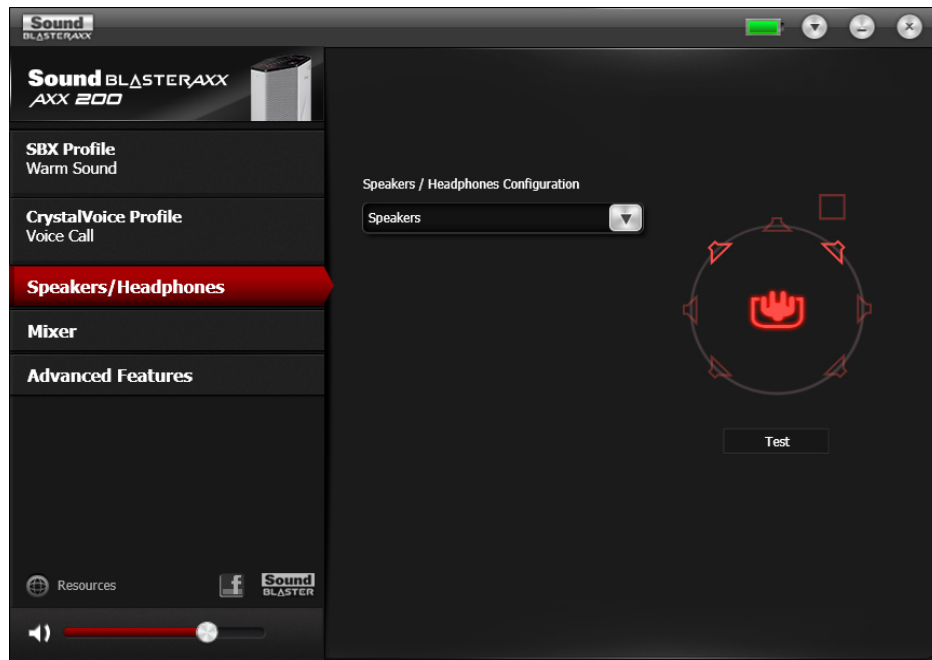 Sound
BLASTERAXX
Sound BLASTERAXX
AXX 200
SBX Profile
Warm Sound
CrystalVoice Profile
Voice Call
Speakers/Headphones
Mixer
Advanced Features
Speakers / Headphones Configuration
Speakers
Test
Resources
f
Sound
BLASTER